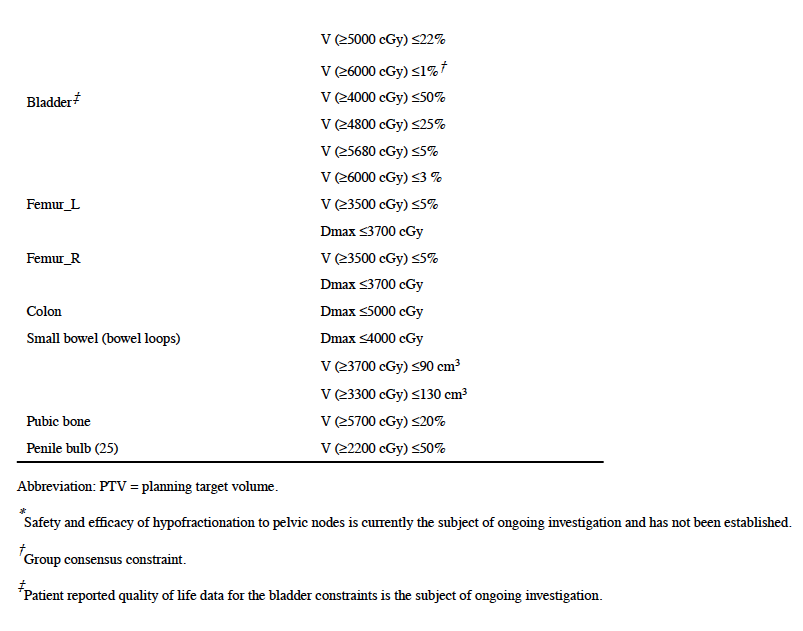 V (≥5000 cGy) ≤22%
V (≥6000 cGy) ≤1%†
Bladder‡ V (≥4000 cGy) ≤50%
V (≥4800 cGy) ≤25%
V (≥5680 cGy) ≤5%
V (≥6000 cGy) ≤3 %
Femur_L V (≥3500 cGy) ≤5%
Dmax ≤3700 cGy
Femur_R V (≥3500 cGy) ≤5%
Dmax ≤3700 cGy
Colon Dmax ≤5000 cGy
Small bowel (bowel loops) Dmax ≤4000 cGy
V (≥3700 cGy) ≤90 cm³
V (≥3300 cGy) ≤130 cm³
Pubic bone V (≥5700 cGy) ≤20%
Penile bulb (25) V (≥2200 cGy) ≤50%
Abbreviation: PTV = planning target volume.
*Safety and efficacy of hypofractionation to pelvic nodes is currently the subject of ongoing investigation and has not been established.
†Group consensus constraint.
‡Patient reported quality of life data for the bladder constraints is the subject of ongoing investigation.